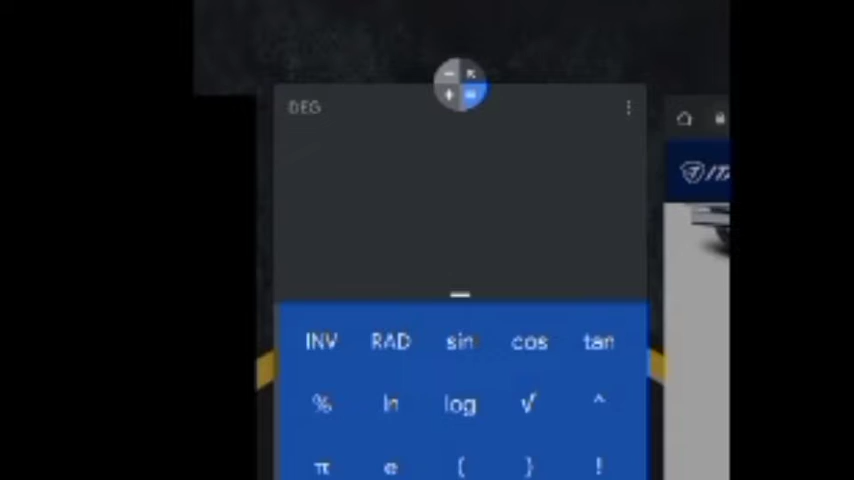 DEG
INV RAD sin cos tan
% ln log √ ^
π e ( ) !